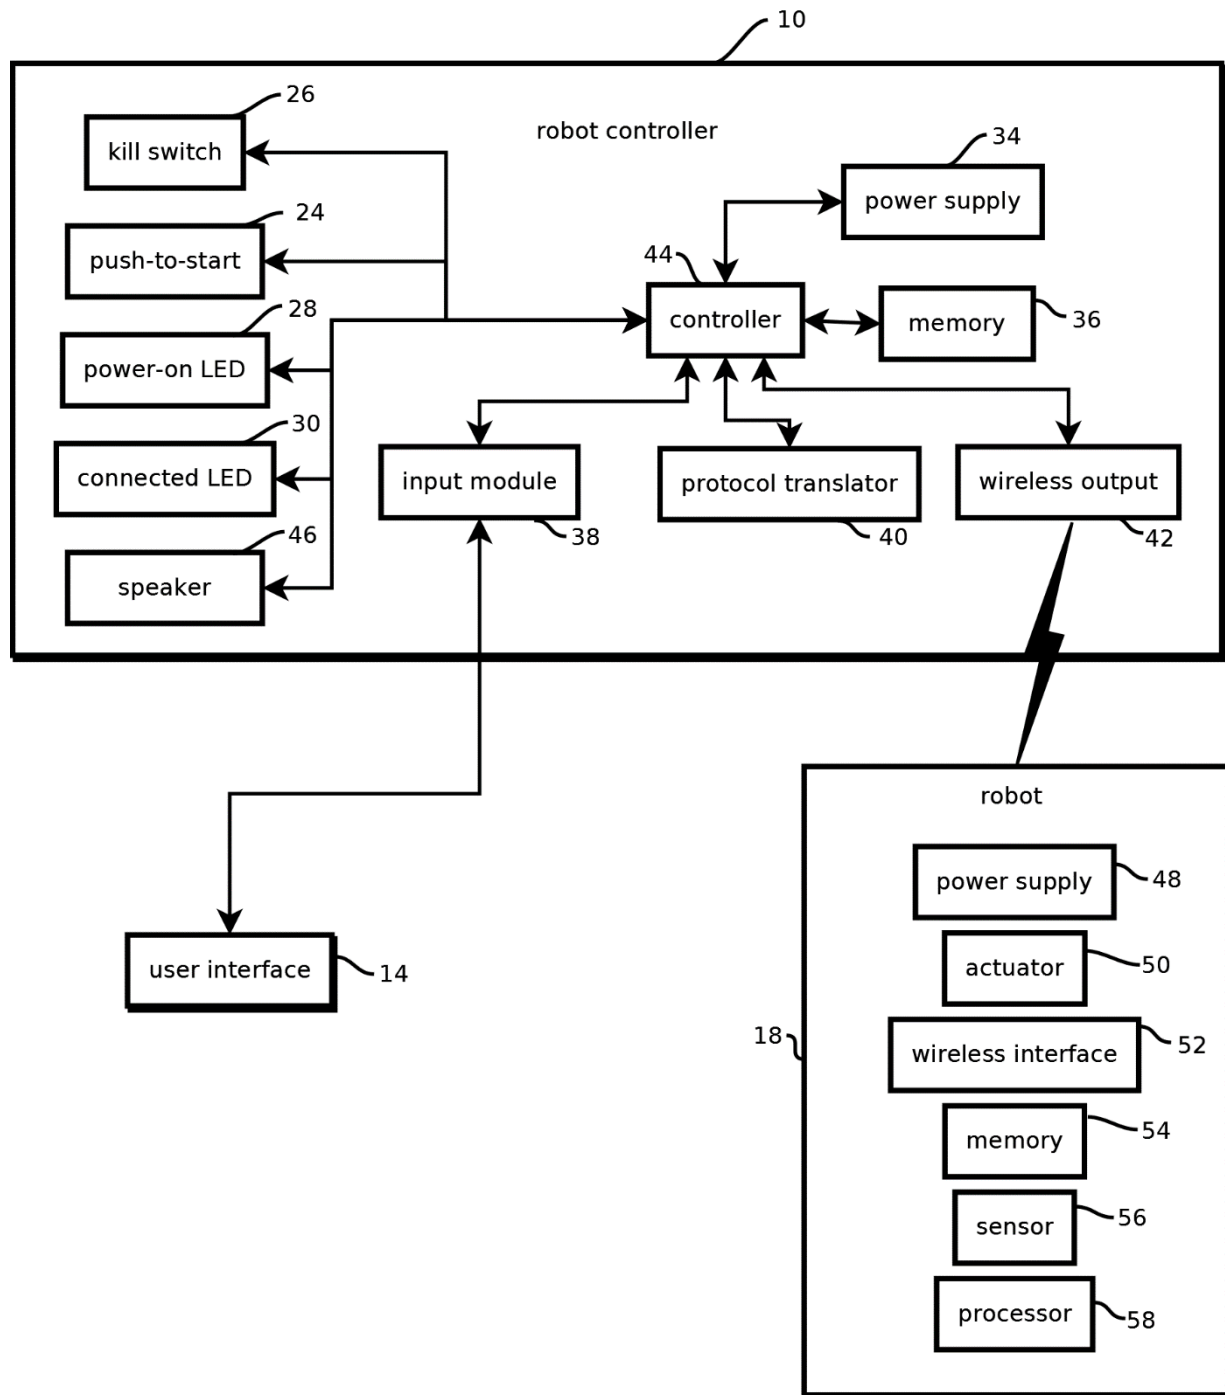 10
26
robot controller
kill switch
34
power supply
24
push-to-start
44
controller
memory
36
28
power-on LED
30
connected LED
input module
38
protocol translator
40
wireless output
42
46
speaker
robot
power supply
48
user interface
14
actuator
50
18
wireless interface
52
memory
54
sensor
56
processor
58